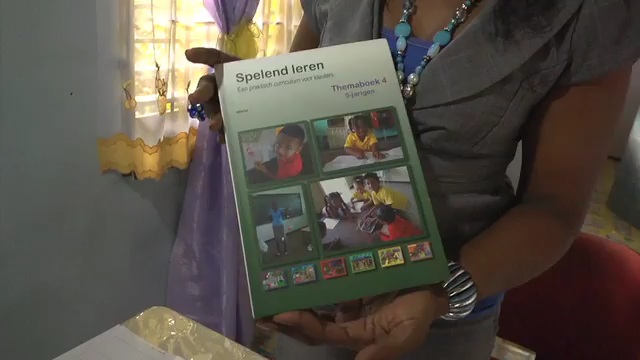 Spelend leren
Een praktisch curriculum voor kleuters
Themaboek 4
5-jarigen